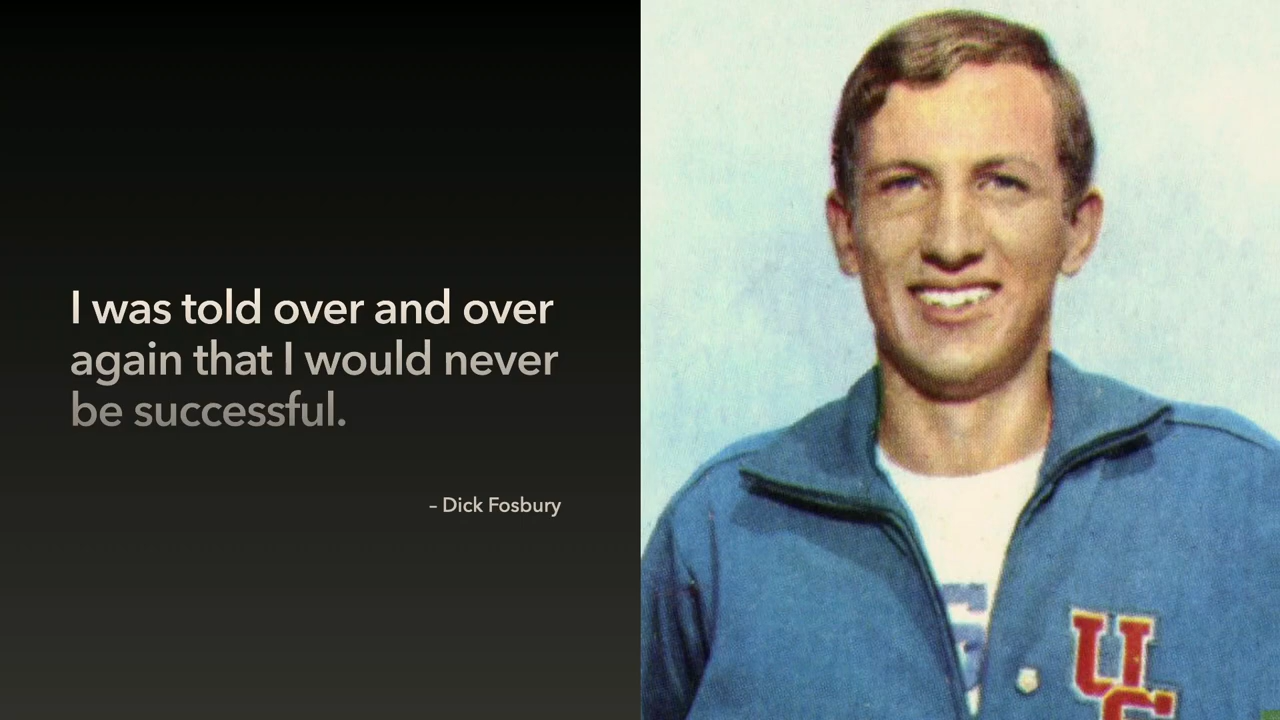 I was told over and over
again that I would never
be successful.
– Dick Fosbury
U